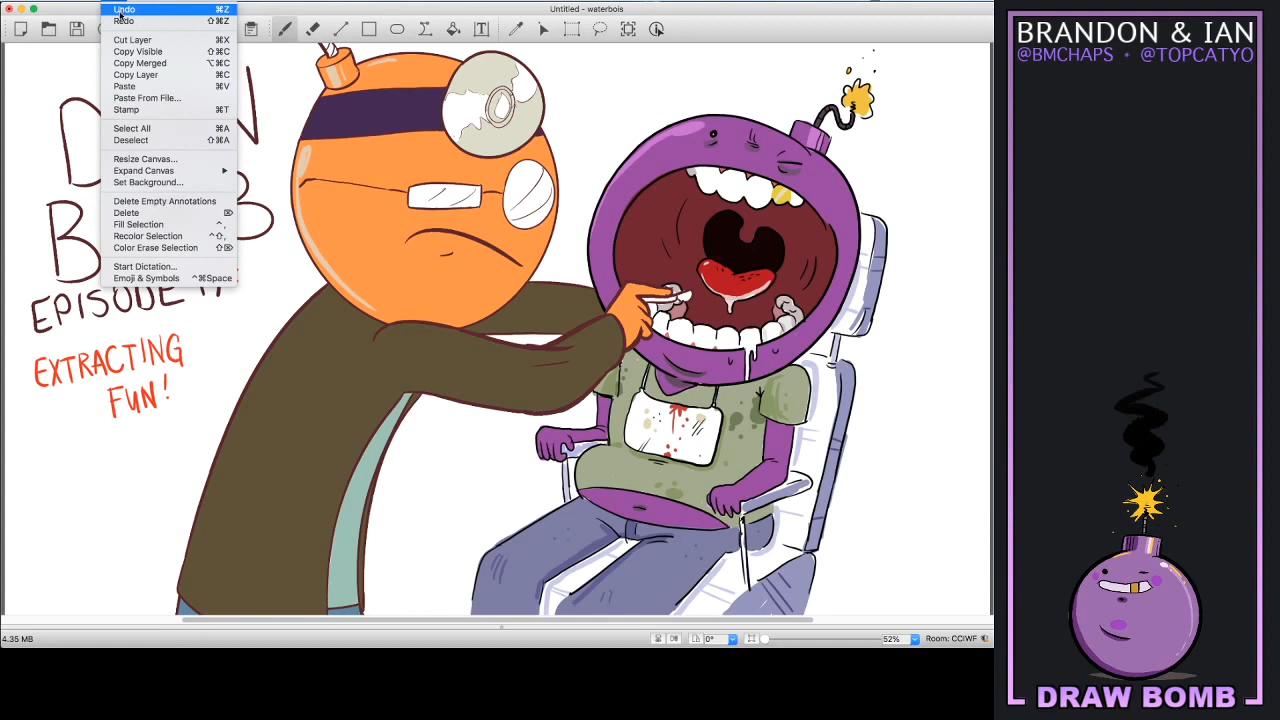 Untitled - waterbois
Undo ⌘Z
Redo ⇧⌘Z
Cut Layer ⌘X
Copy Visible ⇧⌘C
Copy Merged ⌥⌘C
Copy Layer ⌘C
Paste ⌘V
Paste From File...
Stamp ⌘T
Select All ⌘A
Deselect ⇧⌘A
Resize Canvas...
Expand Canvas
Set Background...
Delete Empty Annotations
Delete ⌦
Fill Selection ^,
Recolor Selection ^⇧,
Color Erase Selection ⇧⌦
Start Dictation...
Emoji & Symbols ^⌘Space
EPISODE
EXTRACTING
FUN!
4.35 MB
0°
52%
Room: CCIWF
BRANDON & IAN
@BMCHAPS • @TOPCATYO
DRAW BOMB